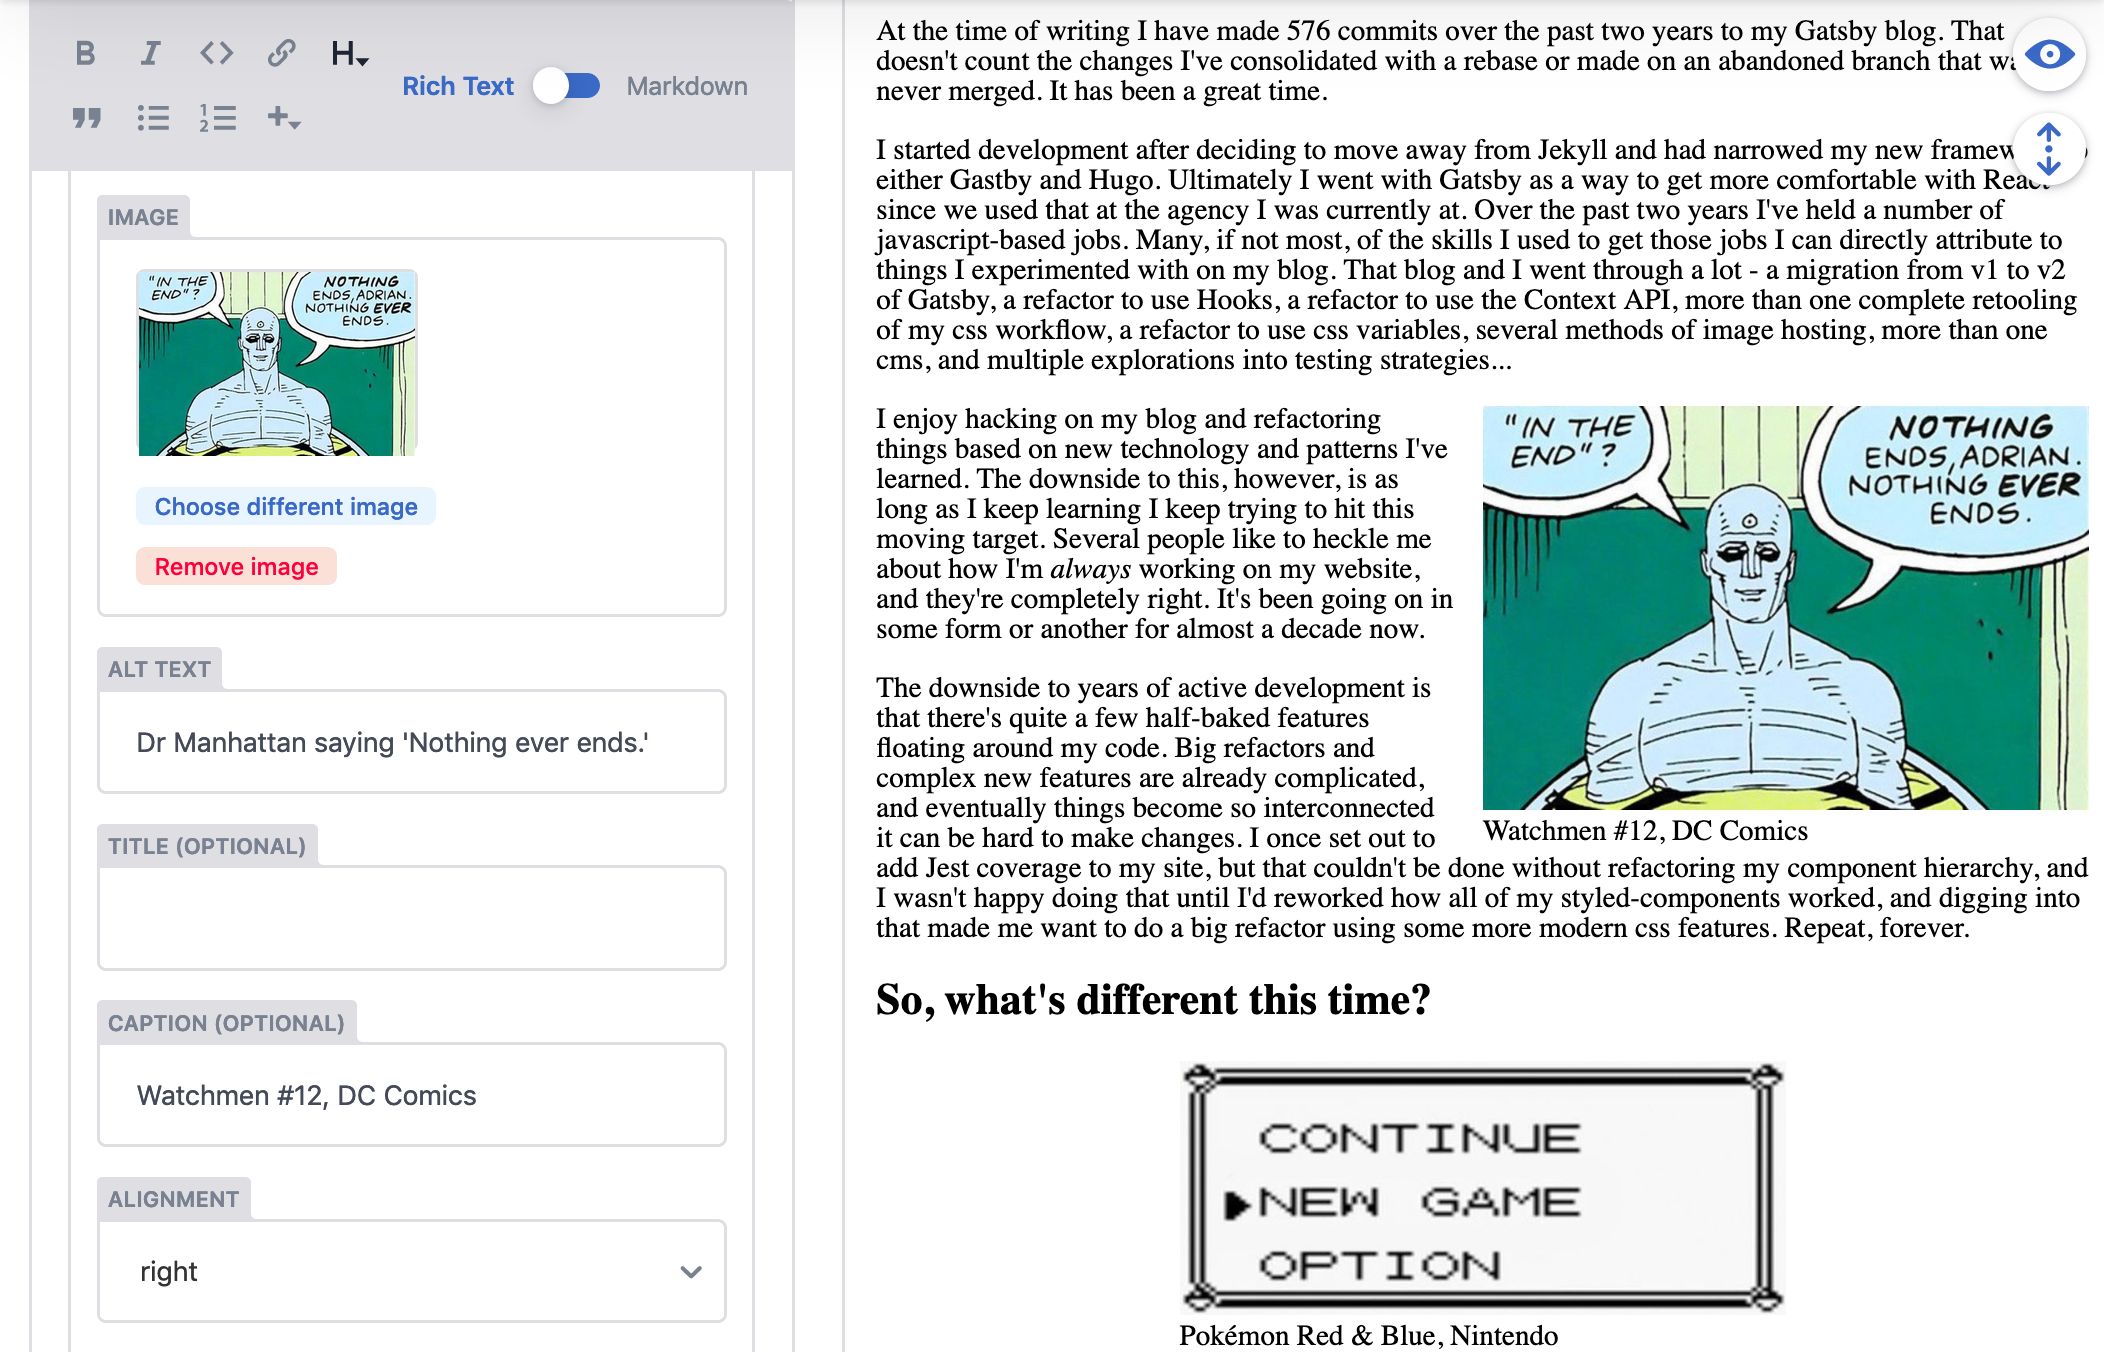 B I <> H
Rich Text Markdown
IMAGE
"IN THE
END"?
NOTHING
ENDS, ADRIAN.
NOTHING EVER
ENDS.
Choose different image
Remove image
ALT TEXT
Dr Manhattan saying 'Nothing ever ends.'
TITLE (OPTIONAL)
CAPTION (OPTIONAL)
Watchmen #12, DC Comics
ALIGNMENT
right
At the time of writing I have made 576 commits over the past two years to my Gatsby blog. That
doesn't count the changes I've consolidated with a rebase or made on an abandoned branch that
never merged. It has been a great time.
I started development after deciding to move away from Jekyll and had narrowed my new
either Gastby and Hugo. Ultimately I went with Gatsby as a way to get more comfortable with React
since we used that at the agency I was currently at. Over the past two years I've held a number of
javascript-based jobs. Many, if not most, of the skills I used to get those jobs I can directly attribute to
things I experimented with on my blog. That blog and I went through a lot - a migration from v1 to v2
of Gatsby, a refactor to use Hooks, a refactor to use the Context API, more than one complete retooling
of my css workflow, a refactor to use css variables, several methods of image hosting, more than one
cms, and multiple explorations into testing strategies...
I enjoy hacking on my blog and refactoring
things based on new technology and patterns I've
learned. The downside to this, however, is as
long as I keep learning I keep trying to hit this
moving target. Several people like to heckle me
about how I'm always working on my website,
and they're completely right. It's been going on in
some form or another for almost a decade now.
"IN THE
END"?
NOTHING
ENDS, ADRIAN.
NOTHING EVER
ENDS.
Watchmen #12, DC Comics
The downside to years of active development is
that there's quite a few half-baked features
floating around my code. Big refactors and
complex new features are already complicated,
and eventually things become so interconnected
it can be hard to make changes. I once set out to
add Jest coverage to my site, but that couldn't be done without refactoring my component hierarchy, and
I wasn't happy doing that until I'd reworked how all of my styled-components worked, and digging into
that made me want to do a big refactor using some more modern css features. Repeat, forever.
So, what's different this time?
CONTINUE
NEW GAME
OPTION
Pokémon Red & Blue, Nintendo